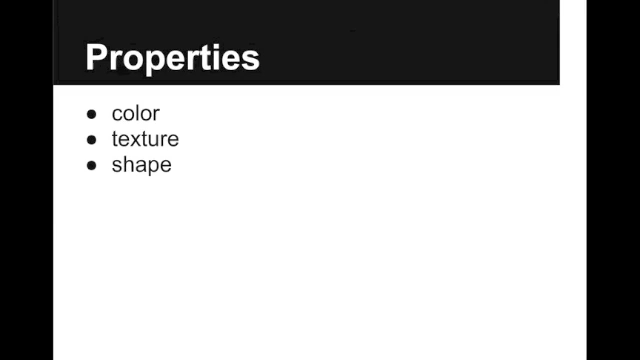 Properties
● color
● texture
● shape